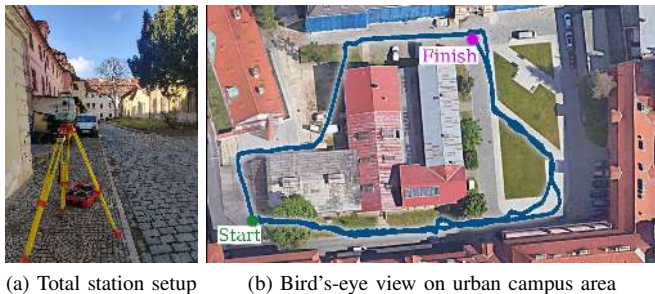 Finish
Start
(a) Total station setup
(b) Bird's-eye view on urban campus area